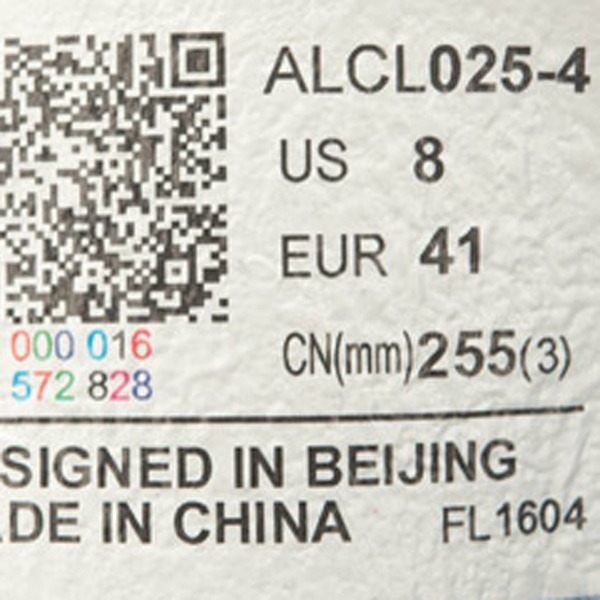 ALCL025-4
US 8
EUR 41
CN(mm)255(3)
000 016
572 828
SIGNED IN BEIJING
DE IN CHINA
FL1604